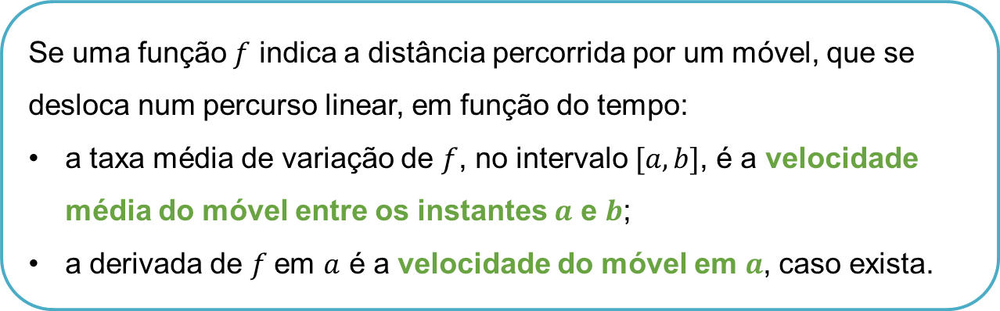 Se uma função 𝑓 indica a distância percorrida por um móvel, que se
desloca num percurso linear, em função do tempo:
• a taxa média de variação de 𝑓, no intervalo [𝑎, 𝑏], é a velocidade
média do móvel entre os instantes 𝒂 e 𝒃;
• a derivada de 𝑓 em 𝑎 é a velocidade do móvel em 𝒂, caso exista.